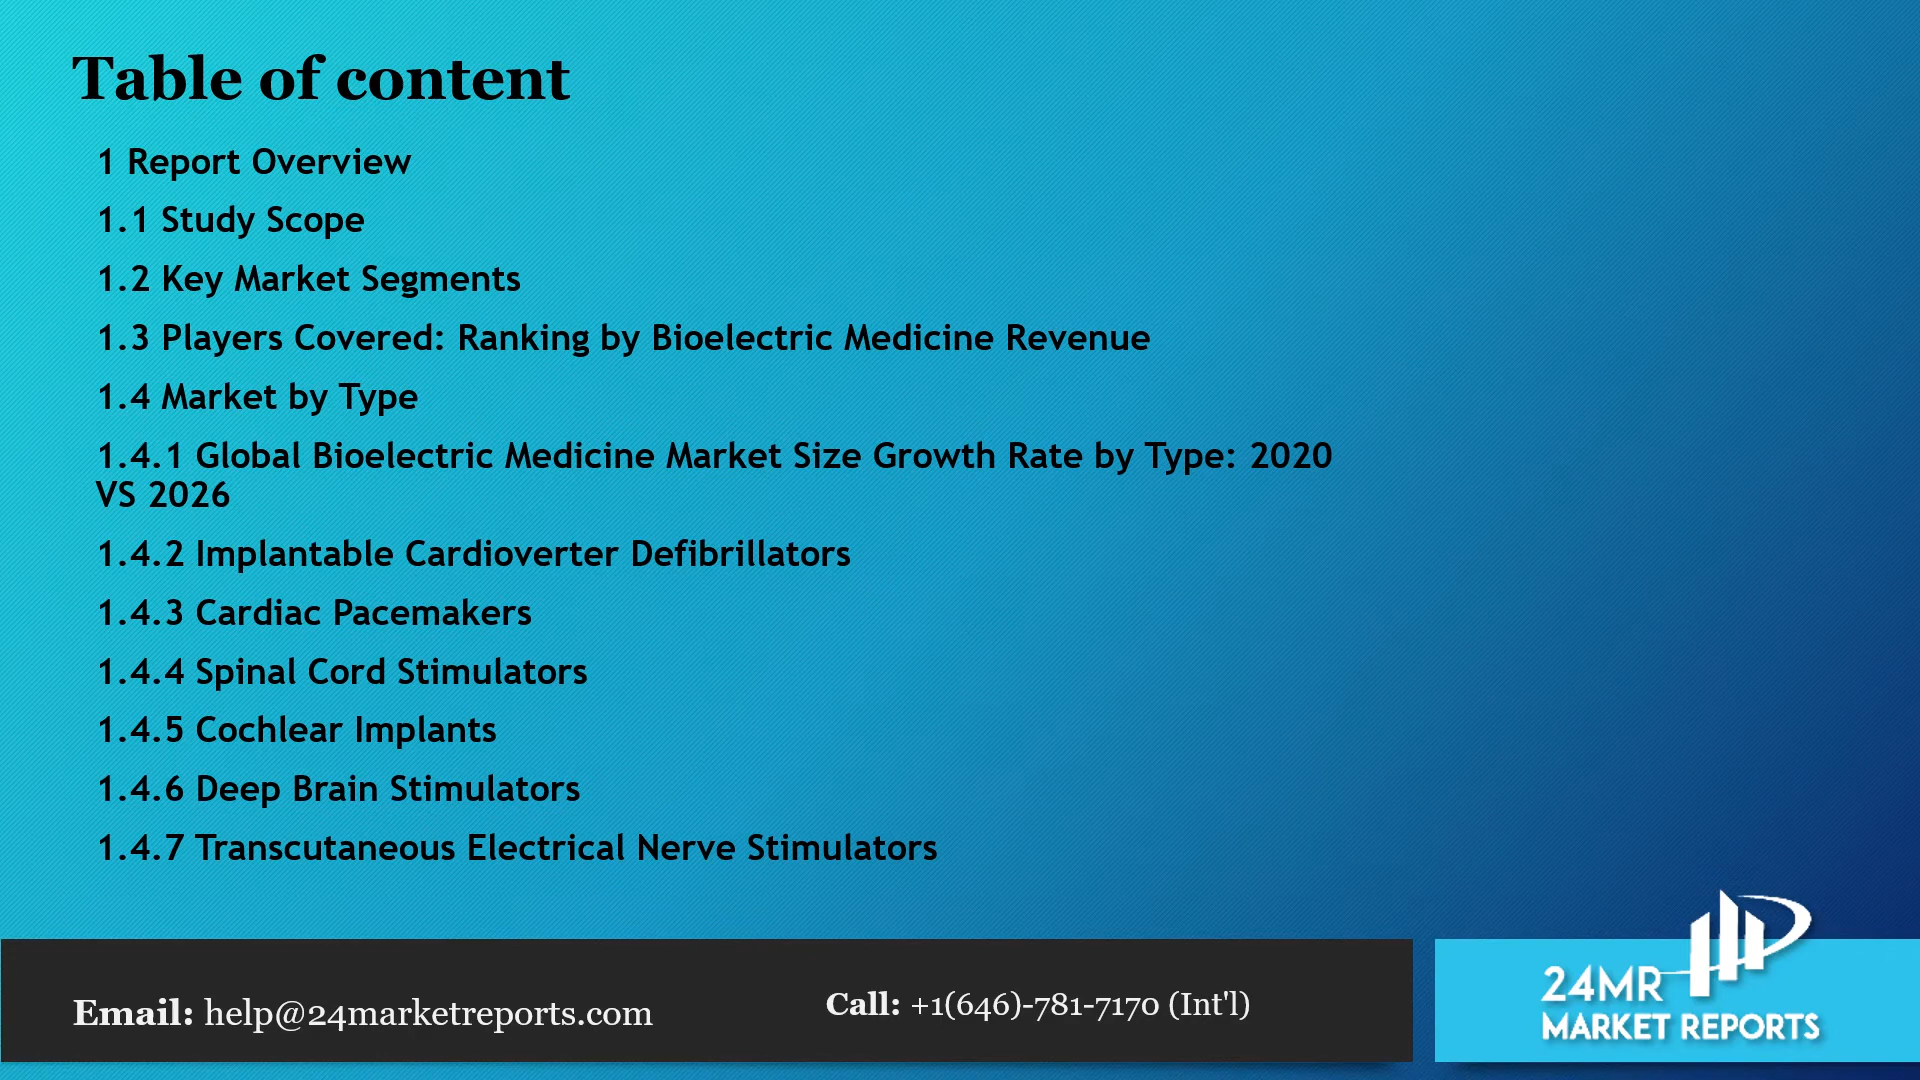 Table of content
1 Report Overview
1.1 Study Scope
1.2 Key Market Segments
1.3 Players Covered: Ranking by Bioelectric Medicine Revenue
1.4 Market by Type
1.4.1 Global Bioelectric Medicine Market Size Growth Rate by Type: 2020
VS 2026
1.4.2 Implantable Cardioverter Defibrillators
1.4.3 Cardiac Pacemakers
1.4.4 Spinal Cord Stimulators
1.4.5 Cochlear Implants
1.4.6 Deep Brain Stimulators
1.4.7 Transcutaneous Electrical Nerve Stimulators
Email: help@24marketreports.com
Call: +1(646)-781-7170 (Int'l)
24MR
MARKET REPORTS